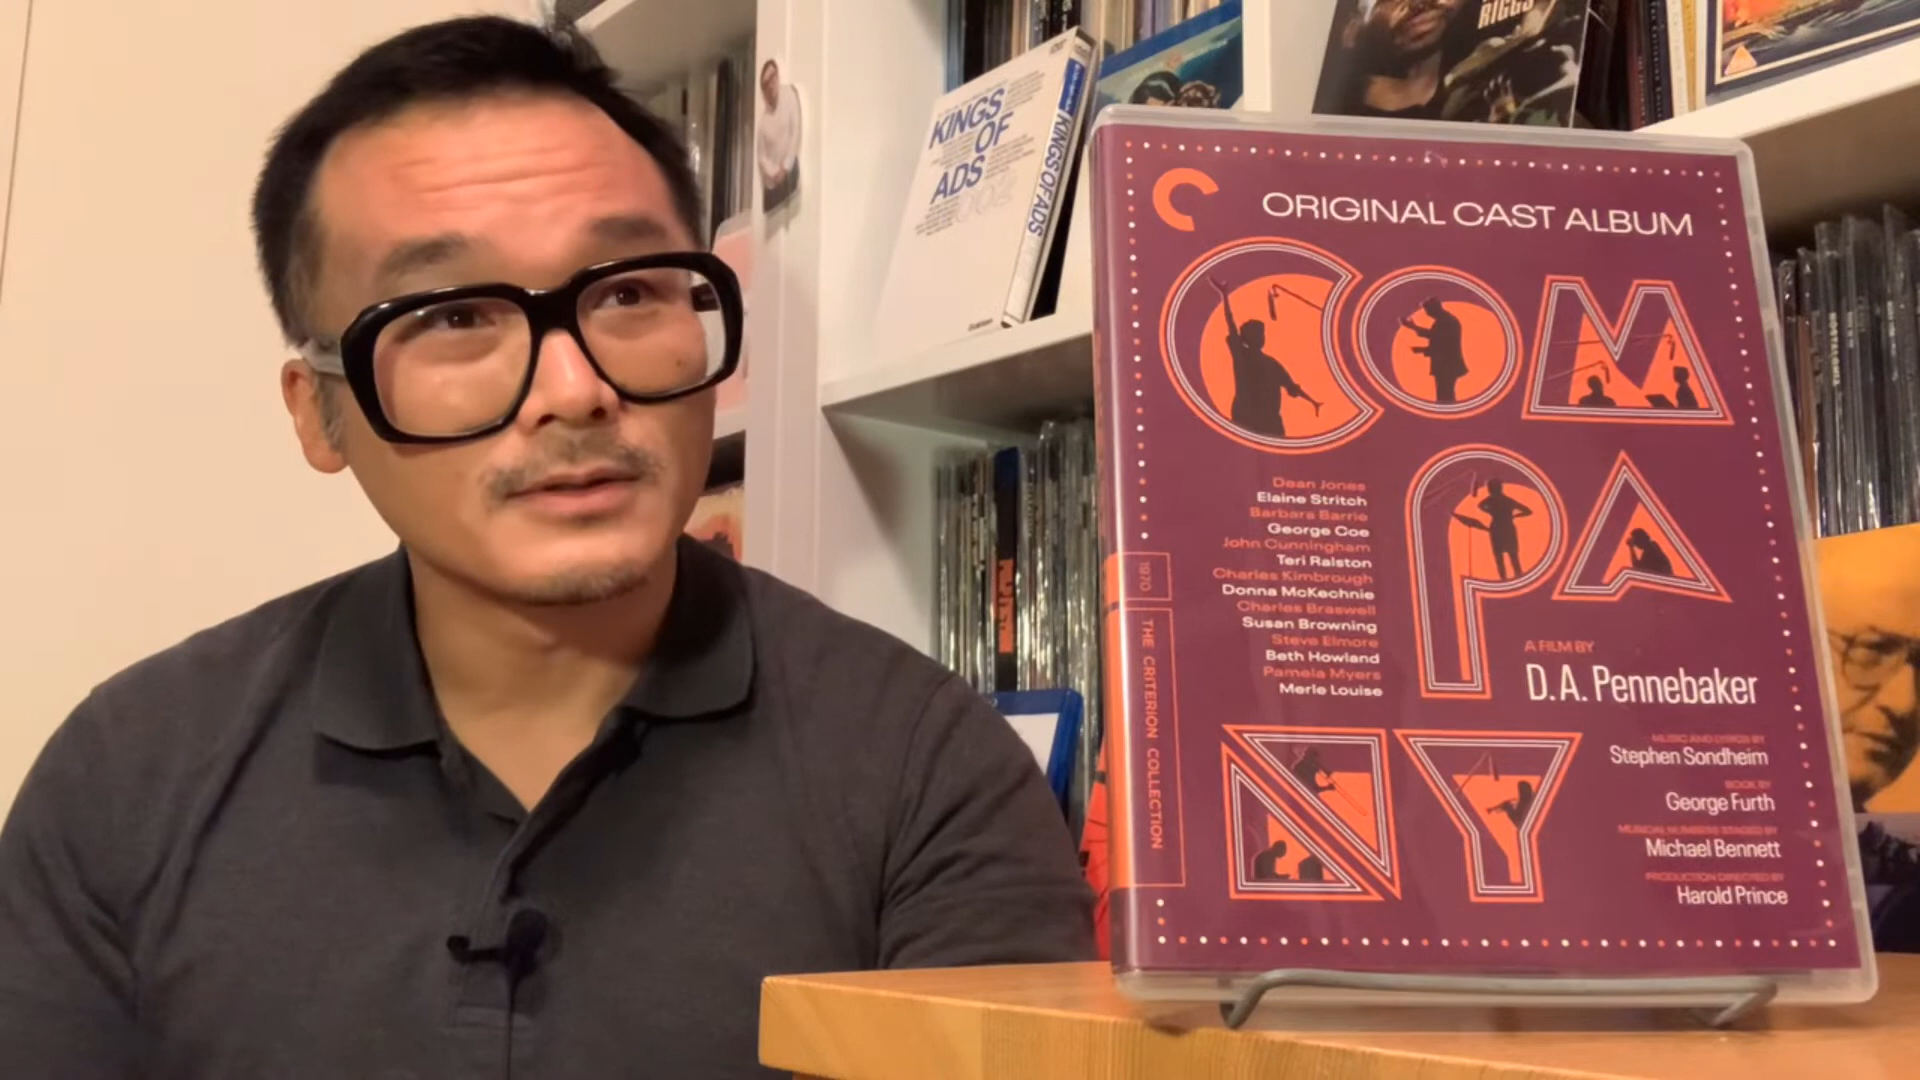 RIGGS
KINGS
OF
ADS
KINGS OF ADS
ORIGINAL CAST ALBUM
COM
PA
NY
Dean Jones
Elaine Stritch
Barbara Barrie
George Coe
John Cunningham
Teri Ralston
Charles Kimbrough
Donna McKechnie
Charles Braswell
Susan Browning
Steve Elmore
Beth Howland
Pamela Myers
Merle Louise
A FILM BY
D.A. Pennebaker
MUSIC AND LYRICS BY
Stephen Sondheim
BOOK BY
George Furth
MUSICAL NUMBERS STAGED BY
Michael Bennett
PRODUCTION DIRECTED BY
Harold Prince
1970
THE CRITERION COLLECTION